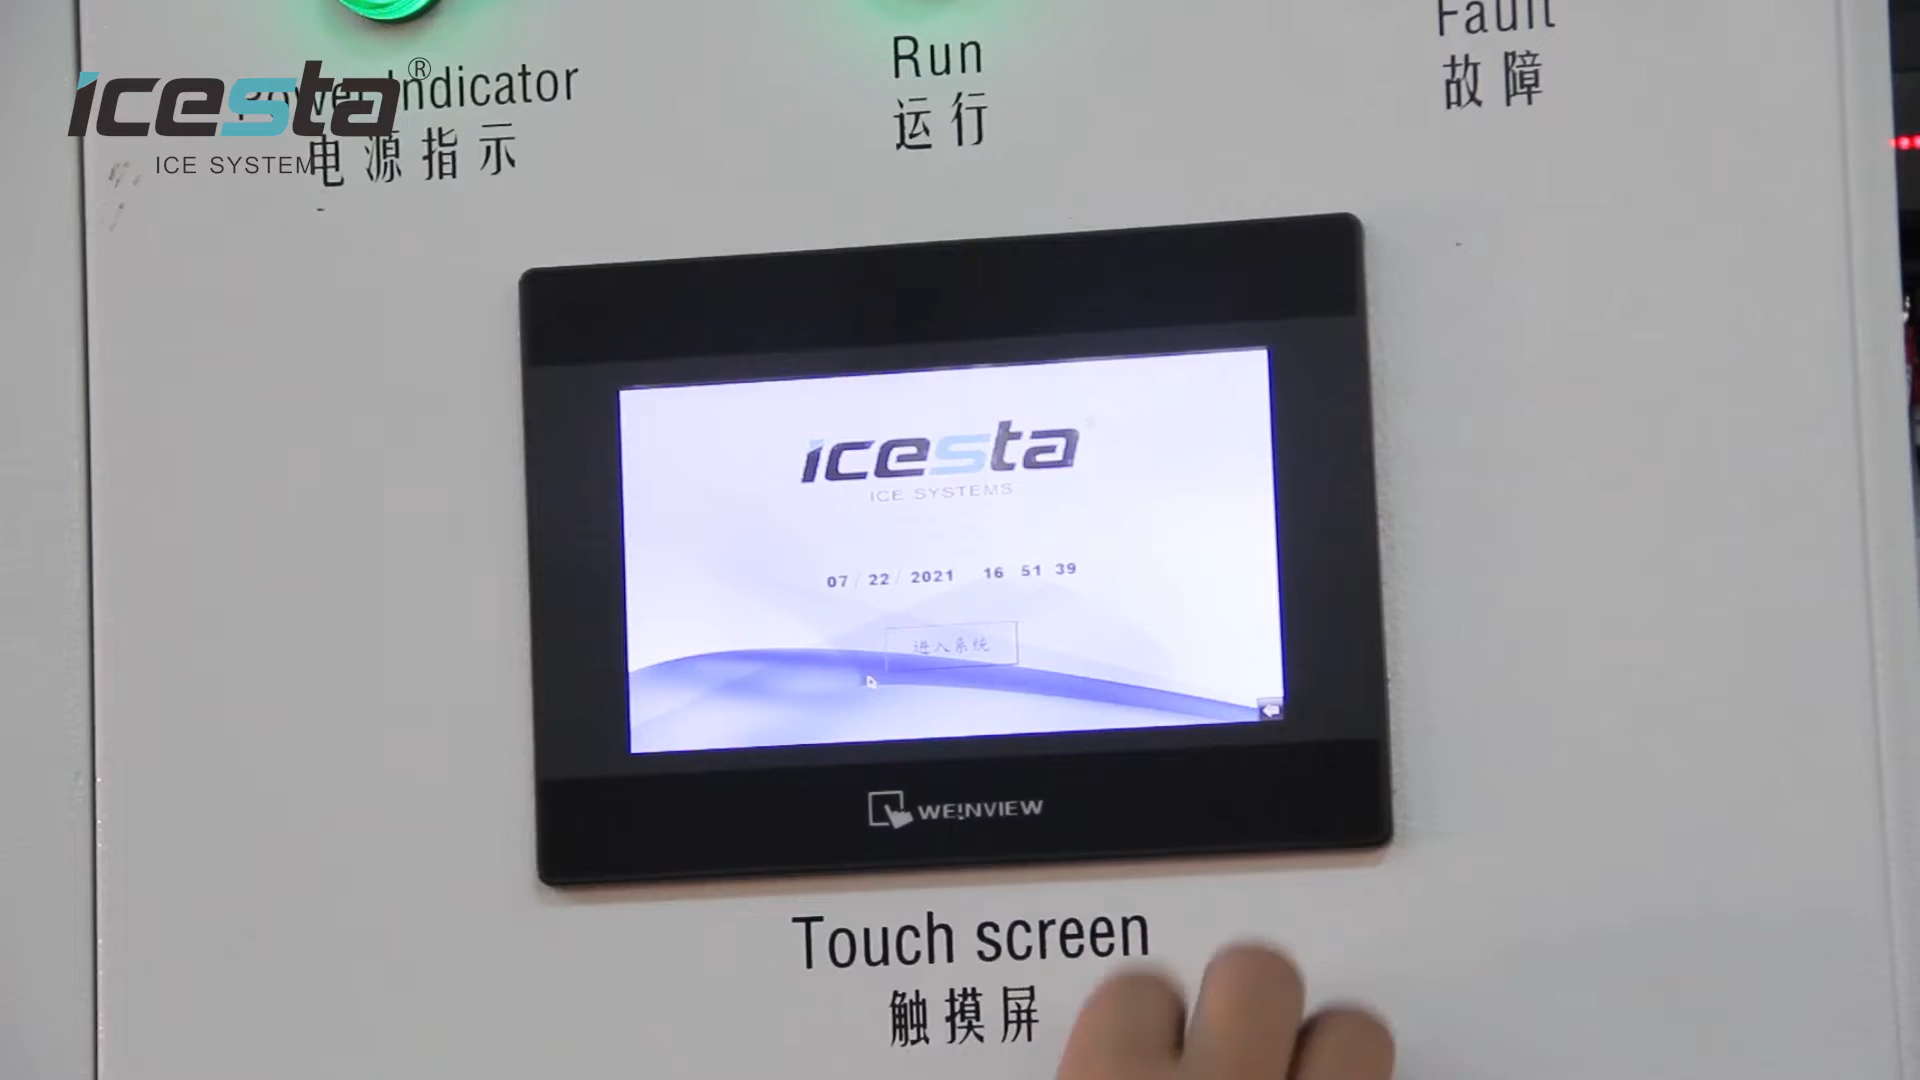 icesta®
ICE SYSTEM
Power Indicator
电源指示
Run
运行
Fault
故障
icesta
ICE SYSTEMS
07/22/2021 16 51 39
进入系统
WEINVIEW
Touch screen
触摸屏